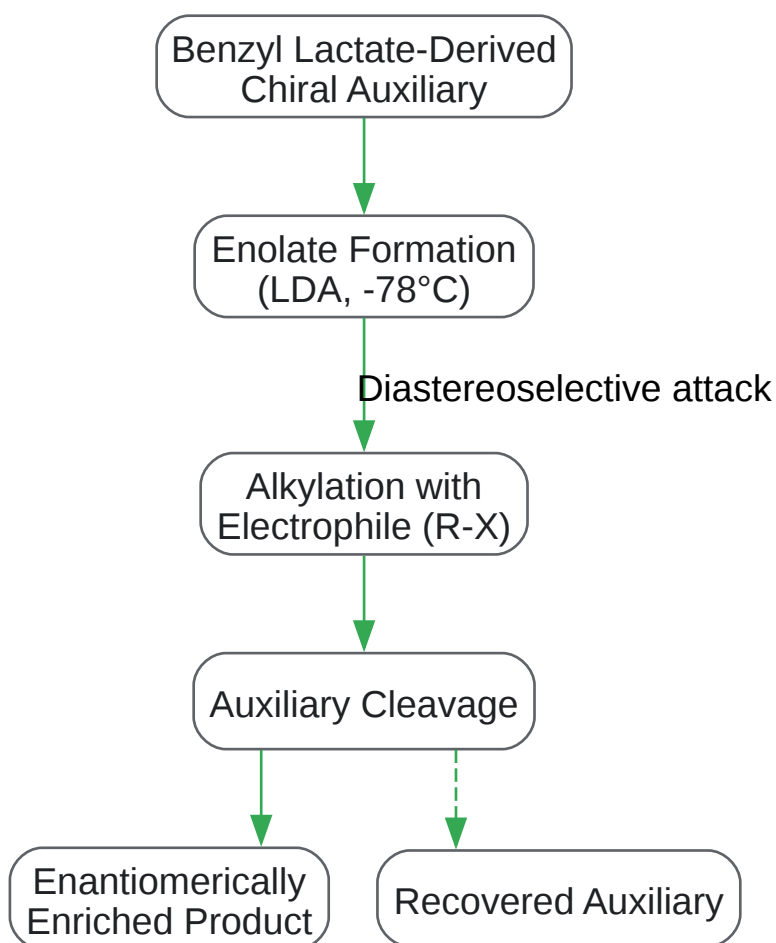 Benzyl Lactate-Derived
Chiral Auxiliary
Enolate Formation
(LDA, -78°C)
Diastereoselective attack
Alkylation with
Electrophile (R-X)
Auxiliary Cleavage
Enantiomerically
Enriched Product
Recovered Auxiliary